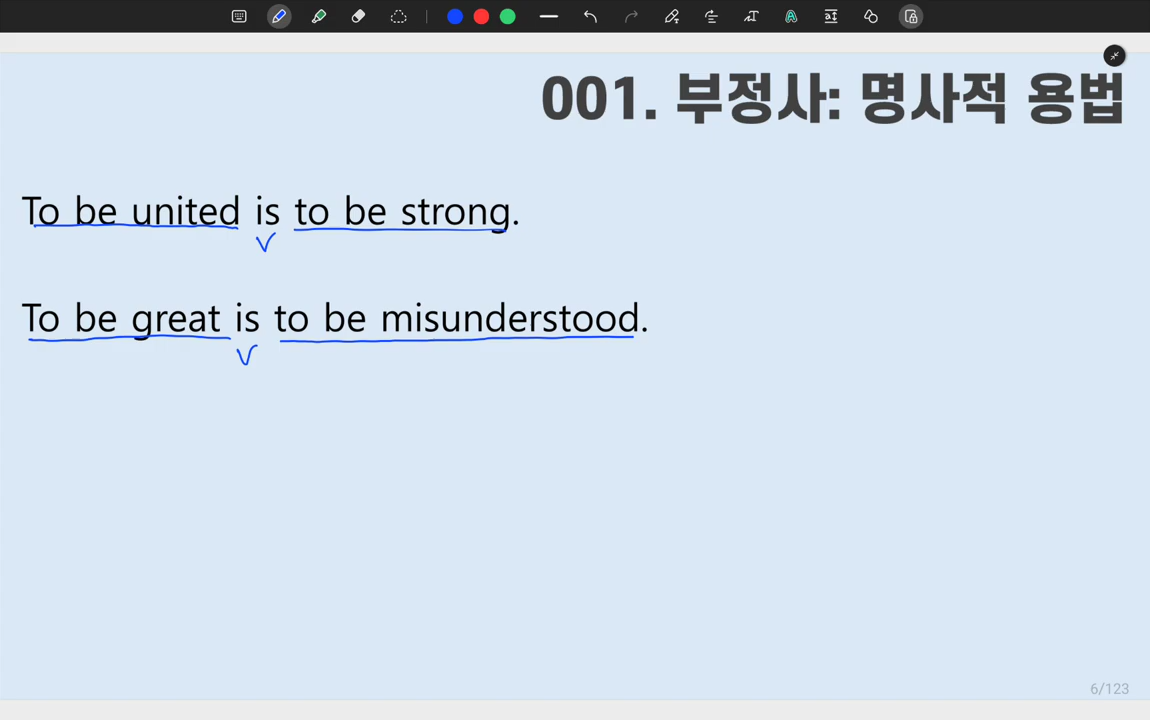 001. 부정사: 명사적 용법
To be united is to be strong.
V
To be great is to be misunderstood.
V
6/123